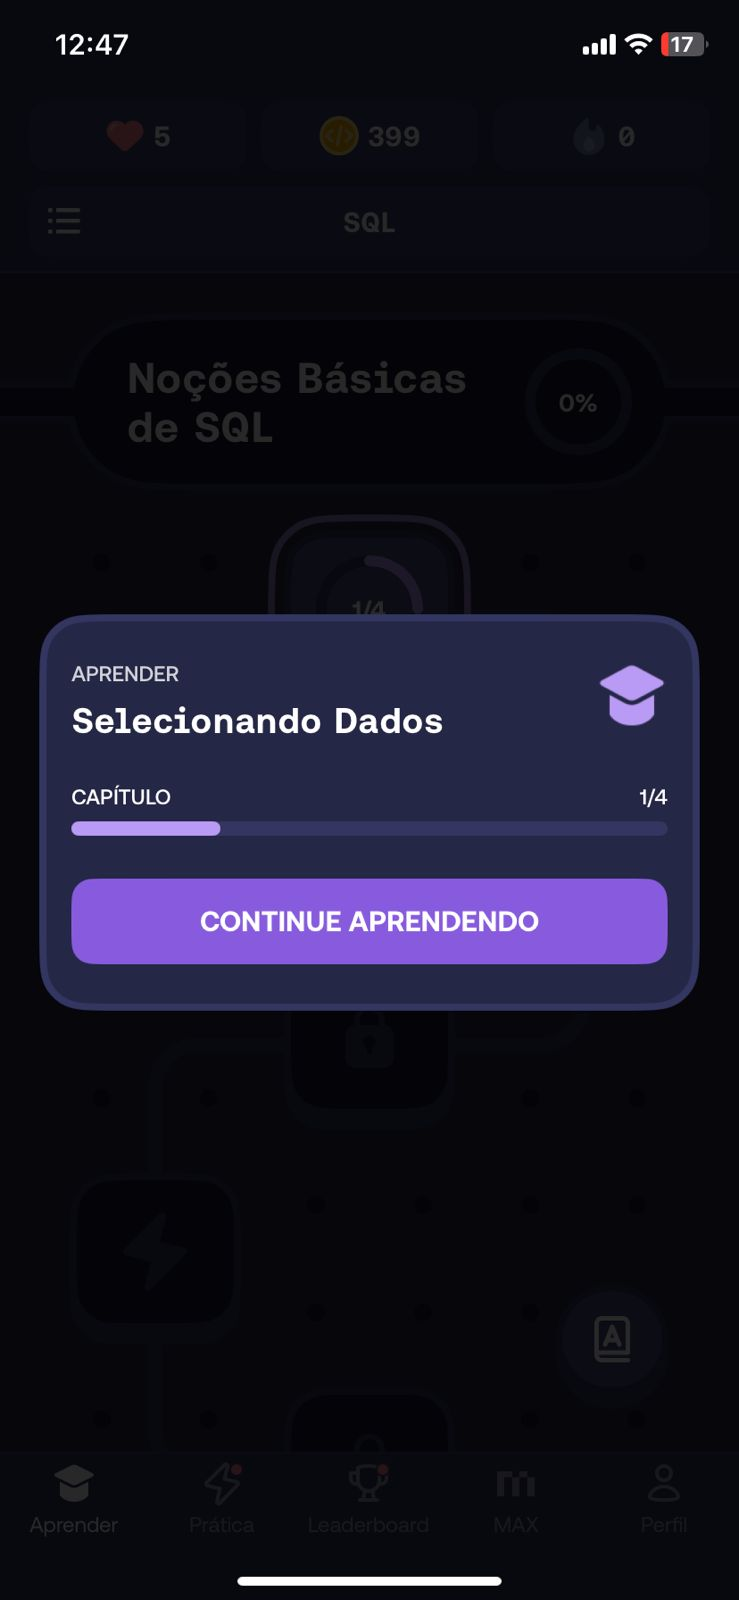 12:47
17
5
399
0
SQL
Noções Básicas
de SQL
0%
1/4
APRENDER
Selecionando Dados
CAPÍTULO
1/4
CONTINUE APRENDENDO
A
Aprender
Prática
Leaderboard
MAX
Perfil